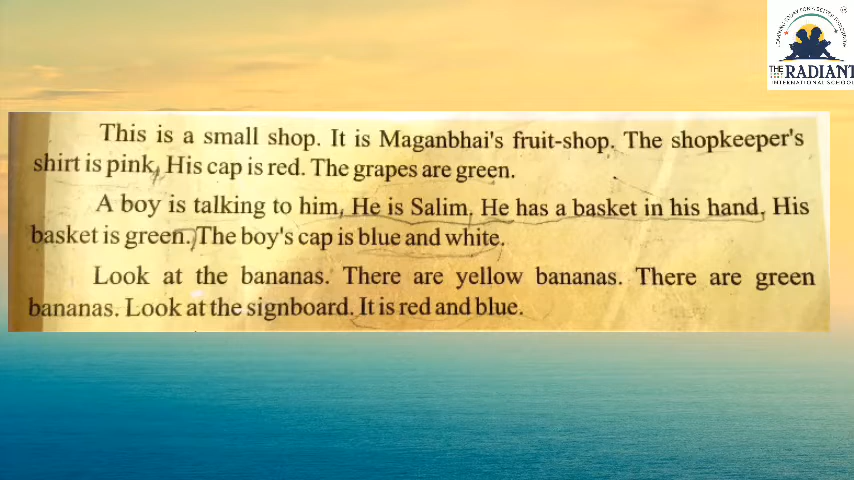 THE RADIANT
INTERNATIONAL SCHOOL
This is a small shop. It is Maganbhai's fruit-shop. The shopkeeper's
shirt is pink, His cap is red. The grapes are green.
A boy is talking to him, He is Salim. He has a basket in his hand. His
basket is green. The boy's cap is blue and white.
Look at the bananas. There are yellow bananas. There are green
bananas. Look at the signboard. It is red and blue.